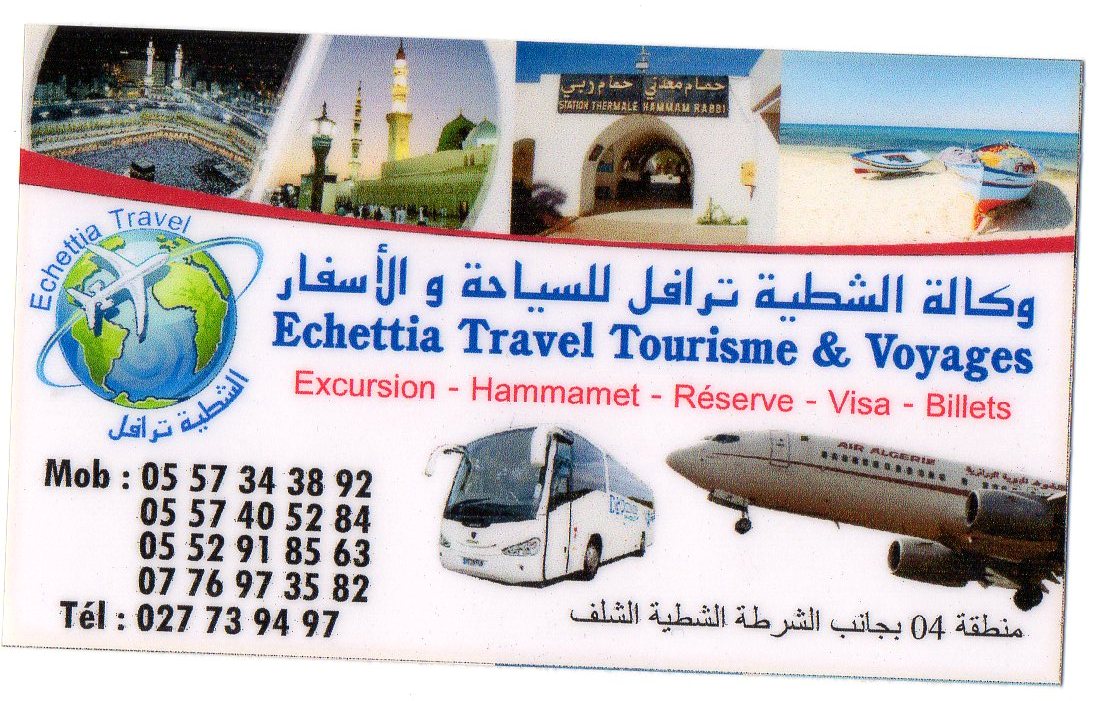 حمام معدني حمام ربي
STATION THERMALE HAMMAM RABBI
Echettia Travel
الشطية ترافل
وكالة الشطية ترافل للسياحة و الأسفار
Echettia Travel Tourisme & Voyages
Excursion - Hammamet - Réserve - Visa - Billets
AIR ALGERIE
Mob : 05 57 34 38 92
05 57 40 52 84
05 52 91 85 63
07 76 97 35 82
Tél : 027 73 94 97
منطقة 04 بجانب الشرطة الشطية الشلف